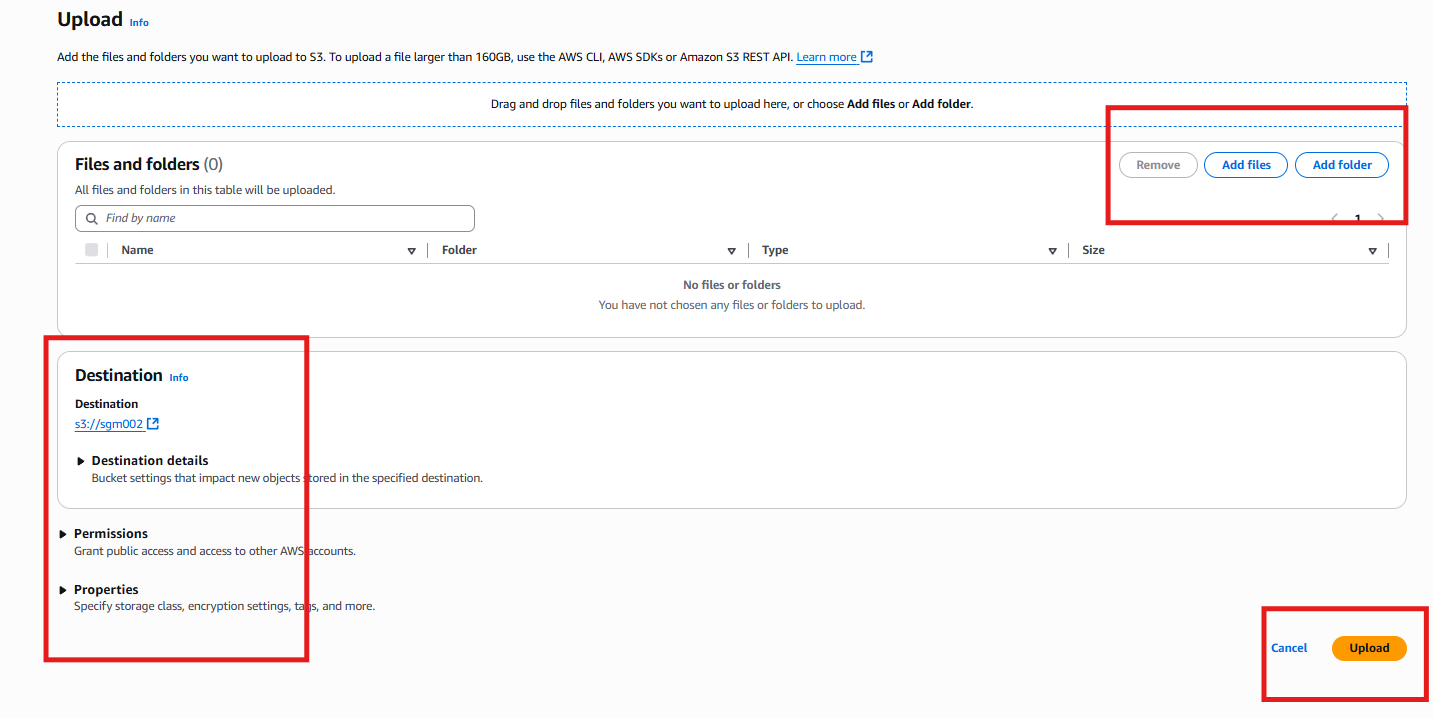 Upload Info
Add the files and folders you want to upload to S3. To upload a file larger than 160GB, use the AWS CLI, AWS SDKs or Amazon S3 REST API. Learn more
Drag and drop files and folders you want to upload here, or choose Add files or Add folder.
Files and folders (0)
Remove Add files Add folder
All files and folders in this table will be uploaded.
Find by name
1
Name Folder Type Size
No files or folders
You have not chosen any files or folders to upload.
Destination Info
Destination
s3://sgm002
Destination details
Bucket settings that impact new objects stored in the specified destination.
Permissions
Grant public access and access to other AWS accounts.
Properties
Specify storage class, encryption settings, tags, and more.
Cancel Upload